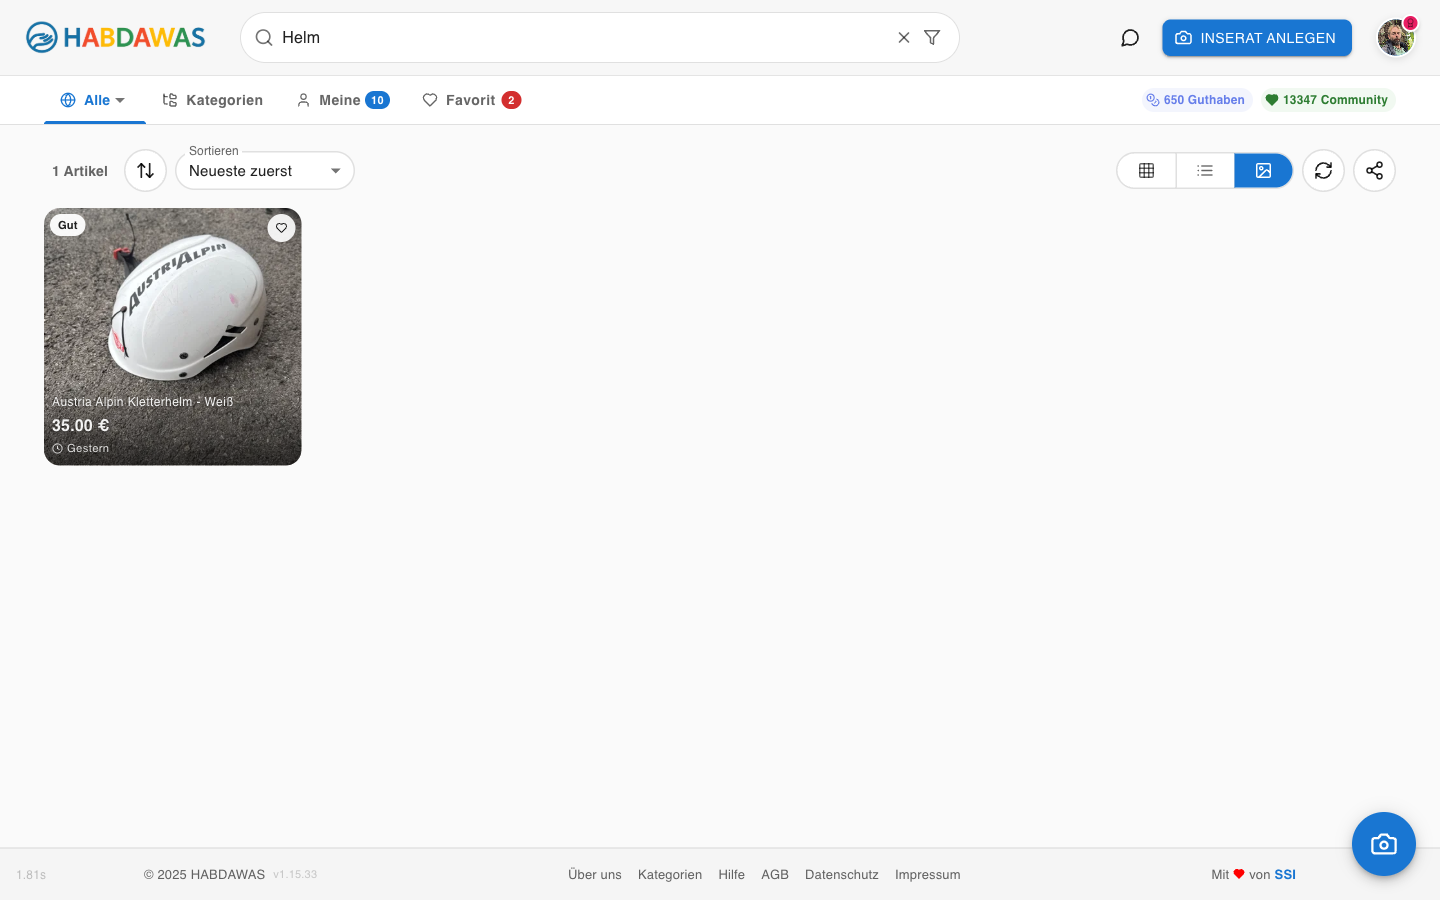 HABDAWAS
Helm
INSERAT ANLEGEN
Alle
Kategorien
Meine 10
Favorit 2
650 Guthaben
13347 Community
1 Artikel
Sortieren
Neueste zuerst
Gut
AUSTRIALPIN
Austria Alpin Kletterhelm - Weiß
35.00 €
Gestern
1.81s
© 2025 HABDAWAS v1.15.33
Über uns
Kategorien
Hilfe
AGB
Datenschutz
Impressum
Mit ❤ von SSI